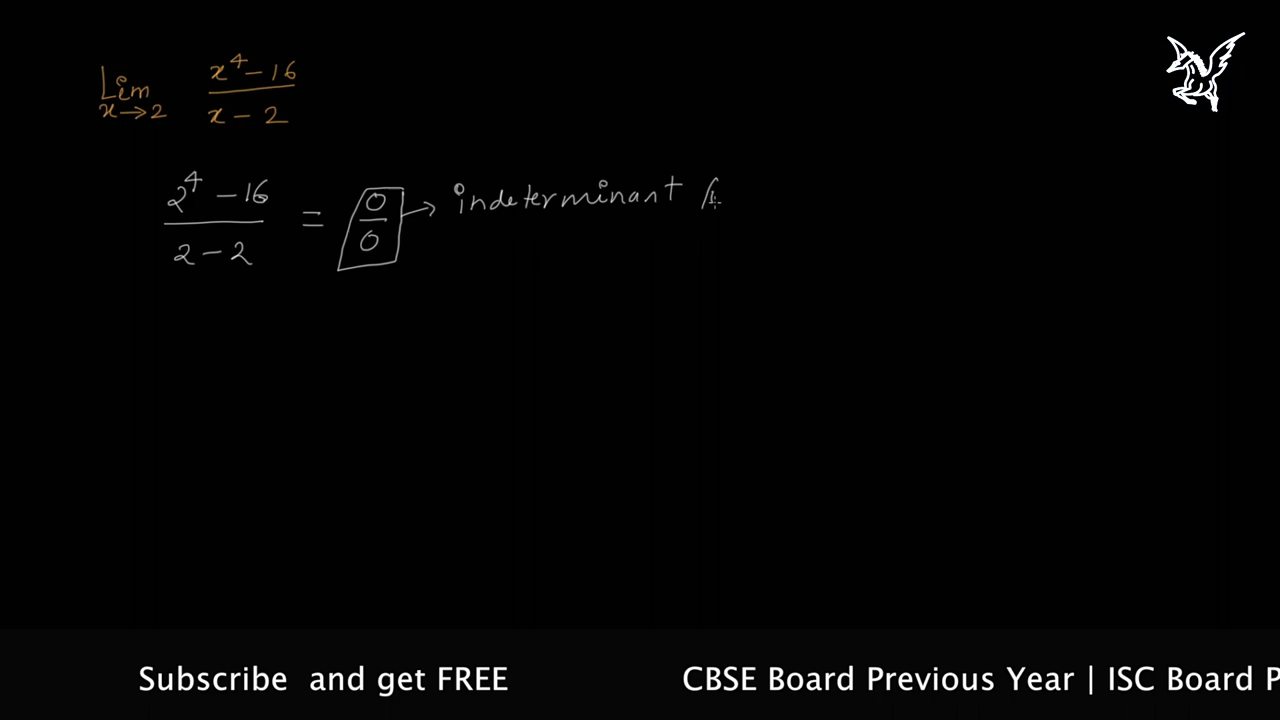 Lim x→2 x⁴-16 / x-2
2⁴-16 / 2-2 = 0/0 → indeterminant
Subscribe and get FREE CBSE Board Previous Year | ISC Board P